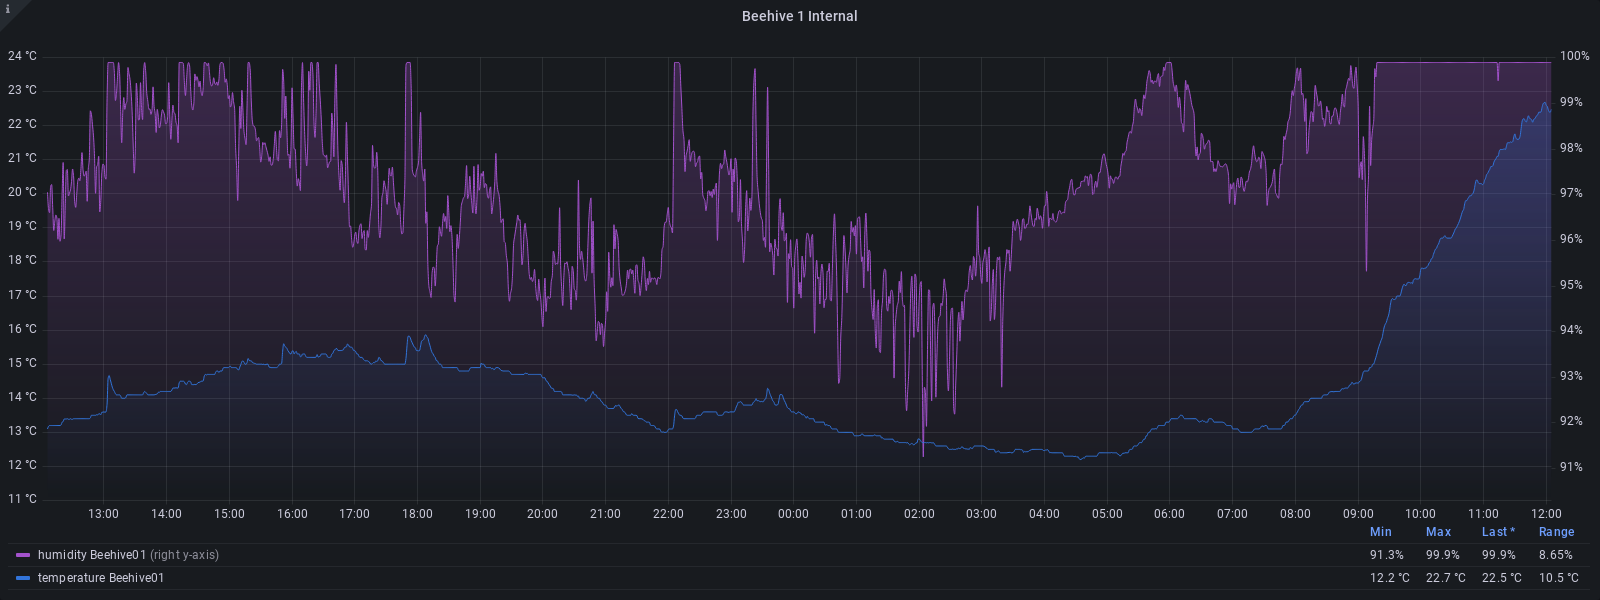 i
Beehive 1 Internal
24 °C 100%
23 °C 99%
22 °C 98%
21 °C 97%
20 °C 96%
19 °C 95%
18 °C 94%
17 °C 93%
16 °C 92%
15 °C 91%
14 °C
13 °C
12 °C
11 °C
13:00 14:00 15:00 16:00 17:00 18:00 19:00 20:00 21:00 22:00 23:00 00:00 01:00 02:00 03:00 04:00 05:00 06:00 07:00 08:00 09:00 10:00 11:00 12:00
Min Max Last * Range
humidity Beehive01 (right y-axis) 91.3% 99.9% 99.9% 8.65%
temperature Beehive01 12.2 °C 22.7 °C 22.5 °C 10.5 °C